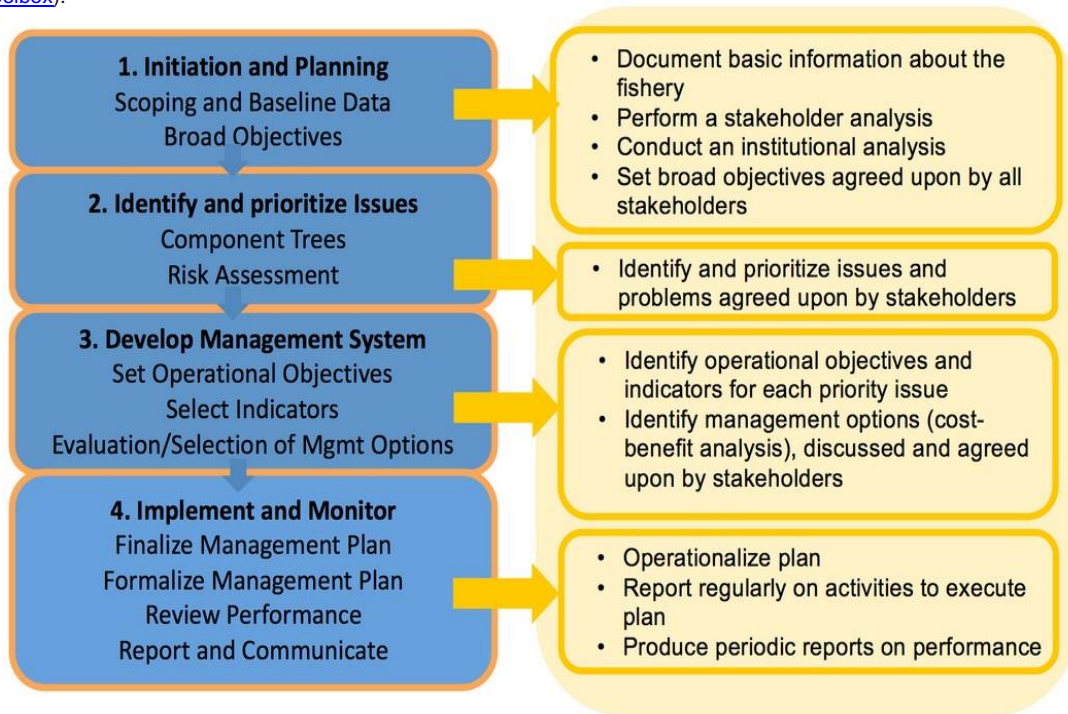 olbox).
1. Initiation and Planning
Scoping and Baseline Data
Broad Objectives
• Document basic information about the
fishery
• Perform a stakeholder analysis
• Conduct an institutional analysis
• Set broad objectives agreed upon by all
stakeholders
2. Identify and prioritize Issues
Component Trees
Risk Assessment
• Identify and prioritize issues and
problems agreed upon by stakeholders
3. Develop Management System
Set Operational Objectives
Select Indicators
Evaluation/Selection of Mgmt Options
• Identify operational objectives and
indicators for each priority issue
• Identify management options (cost-
benefit analysis), discussed and agreed
upon by stakeholders
4. Implement and Monitor
Finalize Management Plan
Formalize Management Plan
Review Performance
Report and Communicate
• Operationalize plan
• Report regularly on activities to execute
plan
• Produce periodic reports on performance